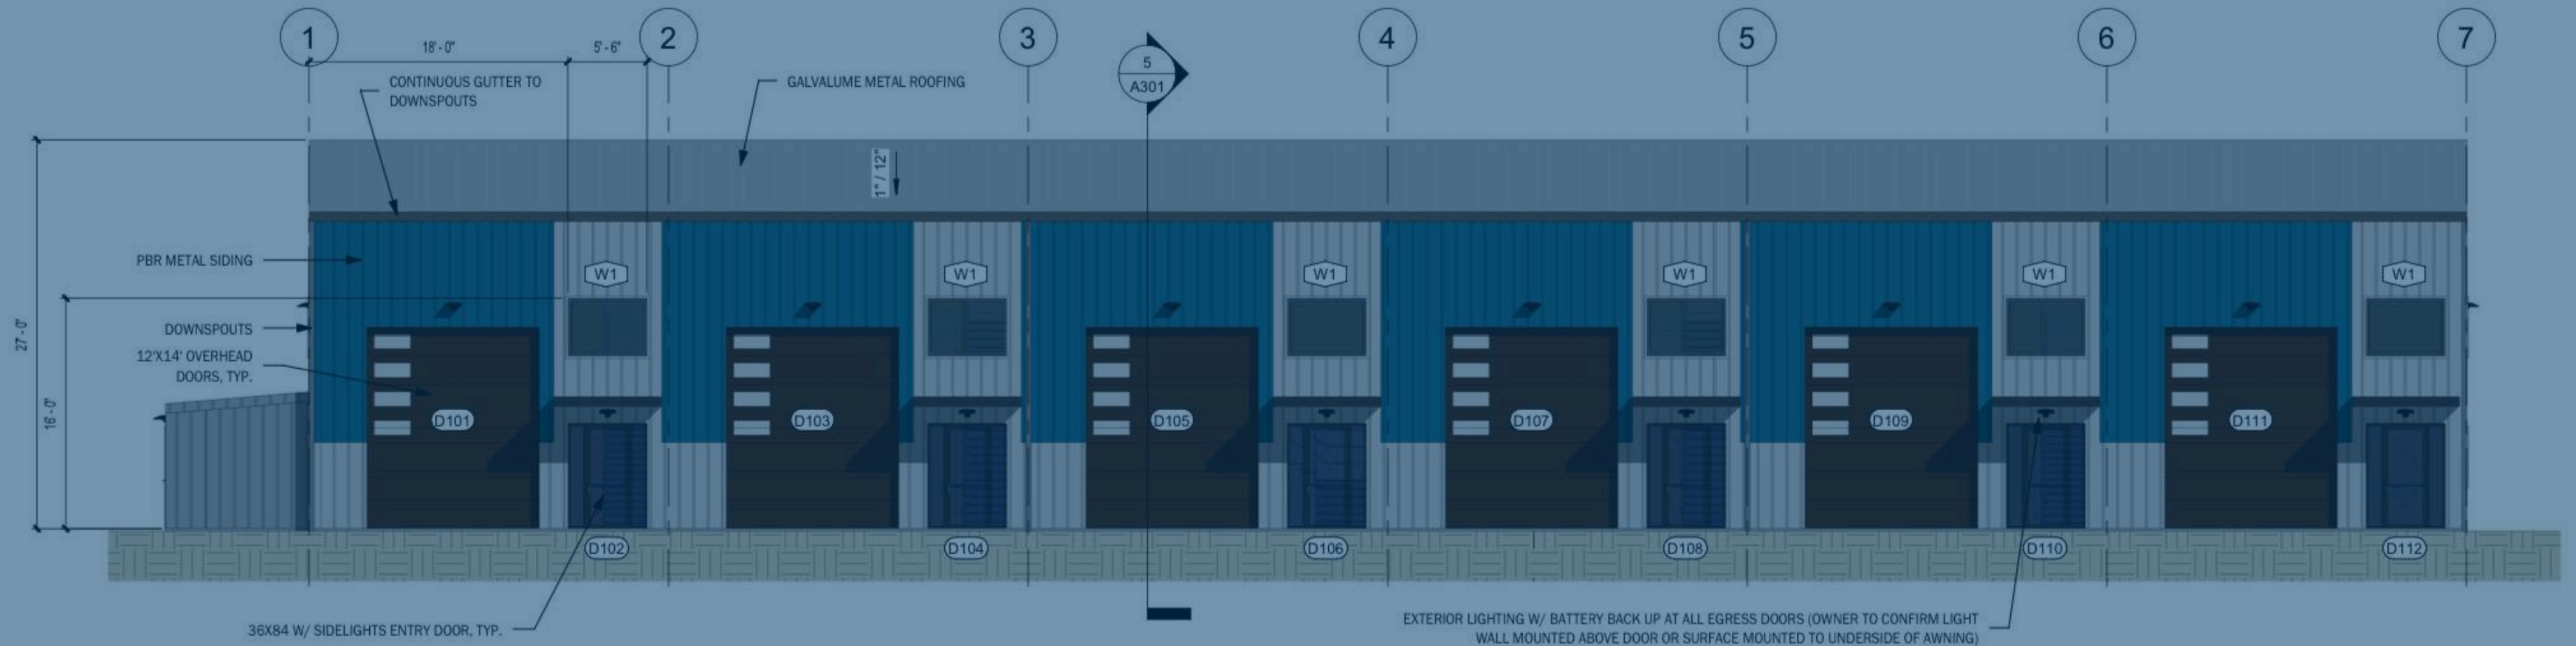 1
2
3
4
5
6
7
18' - 0"
5' - 6"
5
A301
CONTINUOUS GUTTER TO
DOWNSPOUTS
GALVALUME METAL ROOFING
1" / 12"
PBR METAL SIDING
W1
W1
W1
W1
W1
W1
DOWNSPOUTS
27' - 0"
12'X14' OVERHEAD
DOORS, TYP.
16' - 0"
D101
D103
D105
D107
D109
D111
D102
D104
D106
D108
D110
D112
36X84 W/ SIDELIGHTS ENTRY DOOR, TYP.
EXTERIOR LIGHTING W/ BATTERY BACK UP AT ALL EGRESS DOORS (OWNER TO CONFIRM LIGHT
WALL MOUNTED ABOVE DOOR OR SURFACE MOUNTED TO UNDERSIDE OF AWNING)